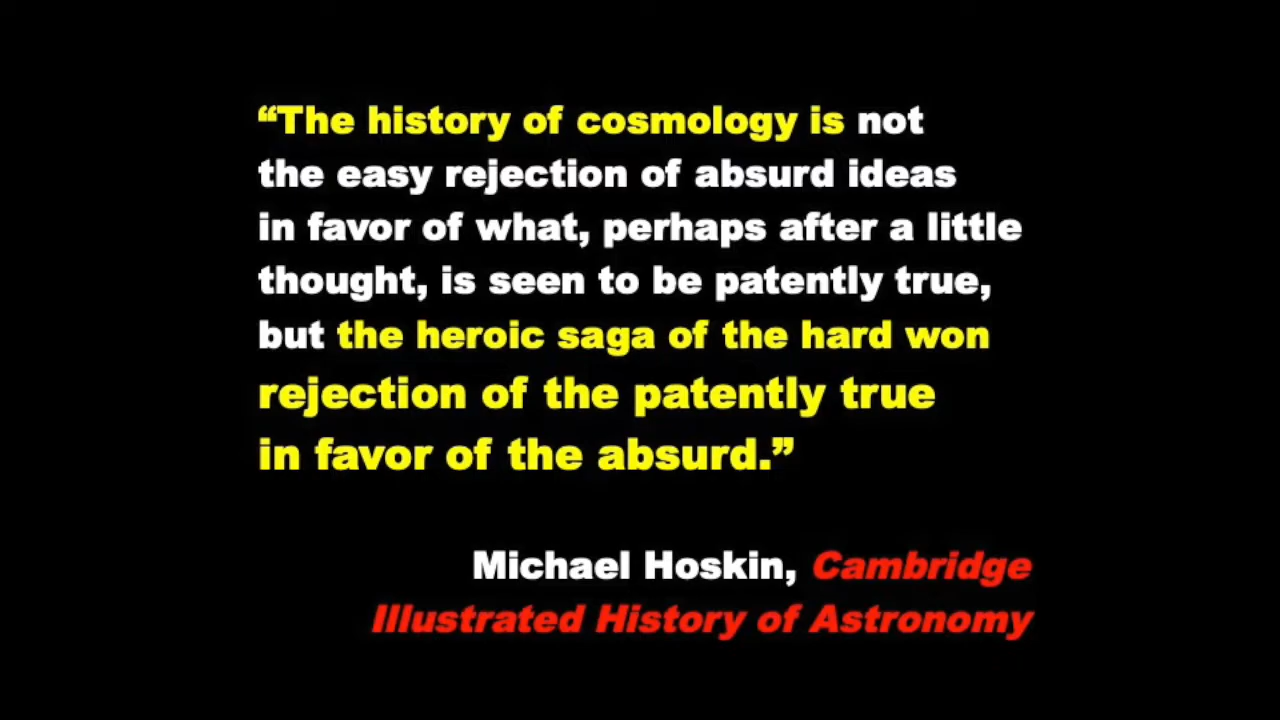 “The history of cosmology is not
the easy rejection of absurd ideas
in favor of what, perhaps after a little
thought, is seen to be patently true,
but the heroic saga of the hard won
rejection of the patently true
in favor of the absurd.”
Michael Hoskin, Cambridge
Illustrated History of Astronomy